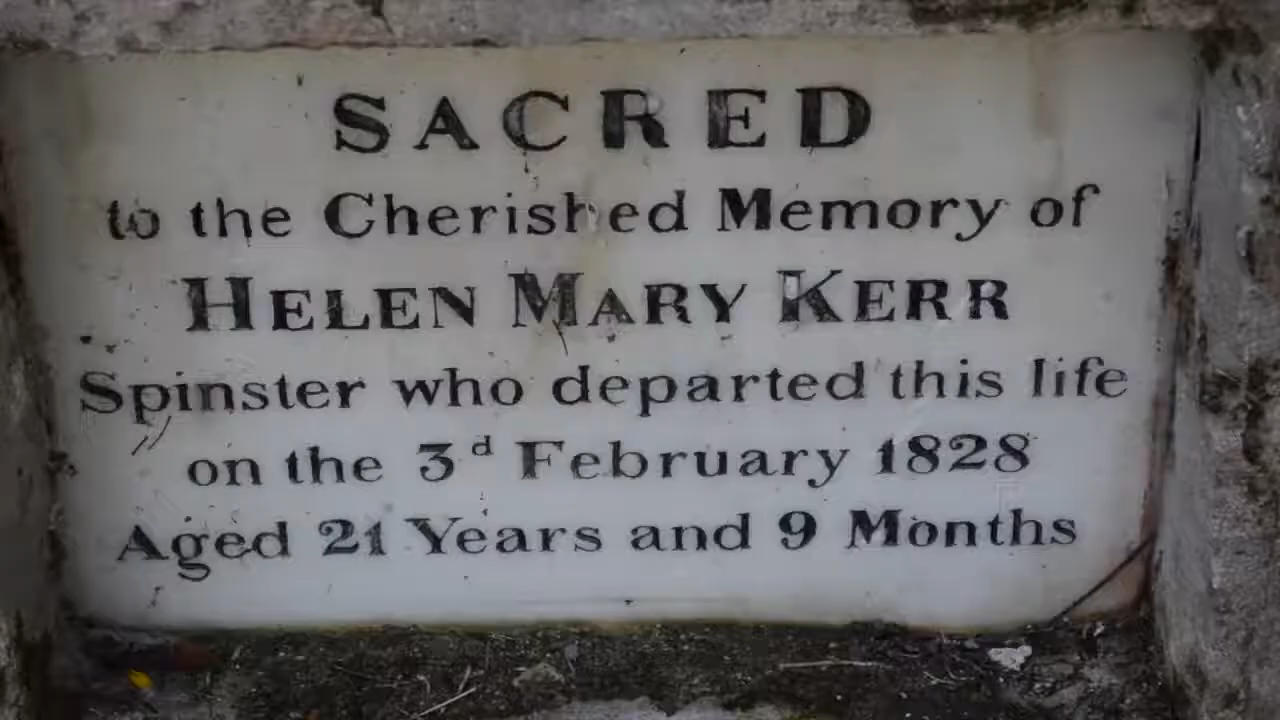 SACRED
to the Cherished Memory of
HELEN MARY KERR
Spinster who departed this life
on the 3d February 1828
Aged 21 Years and 9 Months